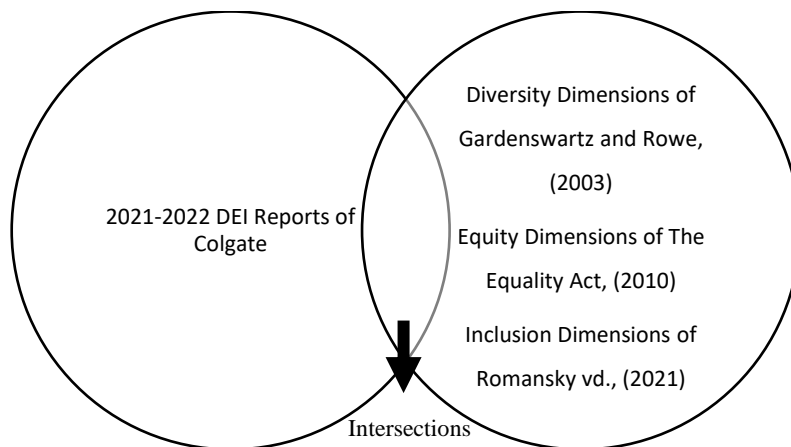 2021-2022 DEI Reports of
Colgate
Diversity Dimensions of
Gardenswartz and Rowe,
(2003)
Equity Dimensions of The
Equality Act, (2010)
Inclusion Dimensions of
Romansky vd., (2021)
Intersections